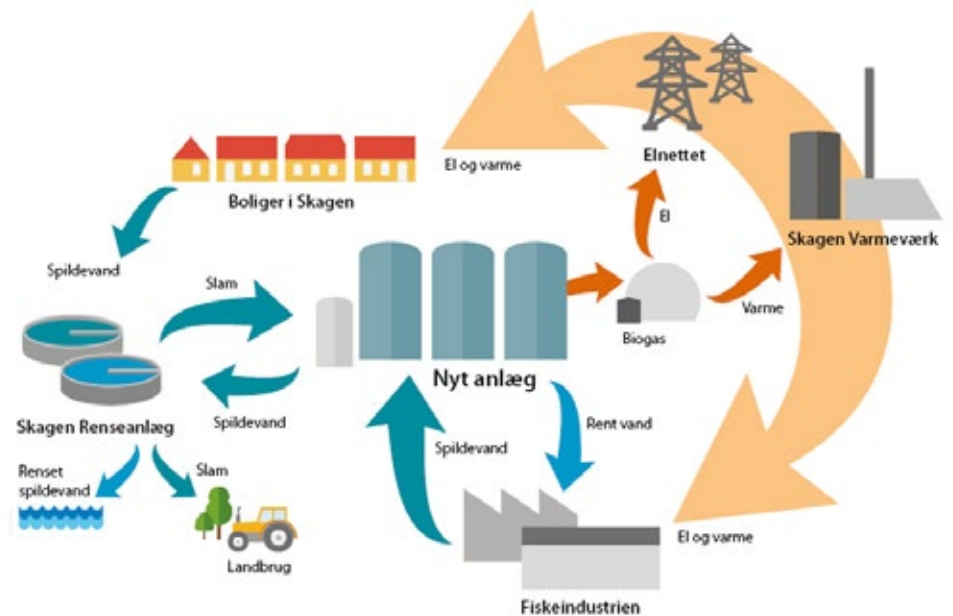 Elnettet
El og varme
Boliger i Skagen
El
Skagen Varmeværk
Spildevand
Slam
Varme
Biogas
Nyt anlæg
Spildevand
Skagen Renseanlæg
Rent vand
Spildevand
Renset
spildevand
Slam
El og varme
Landbrug
Fiskeindustrien